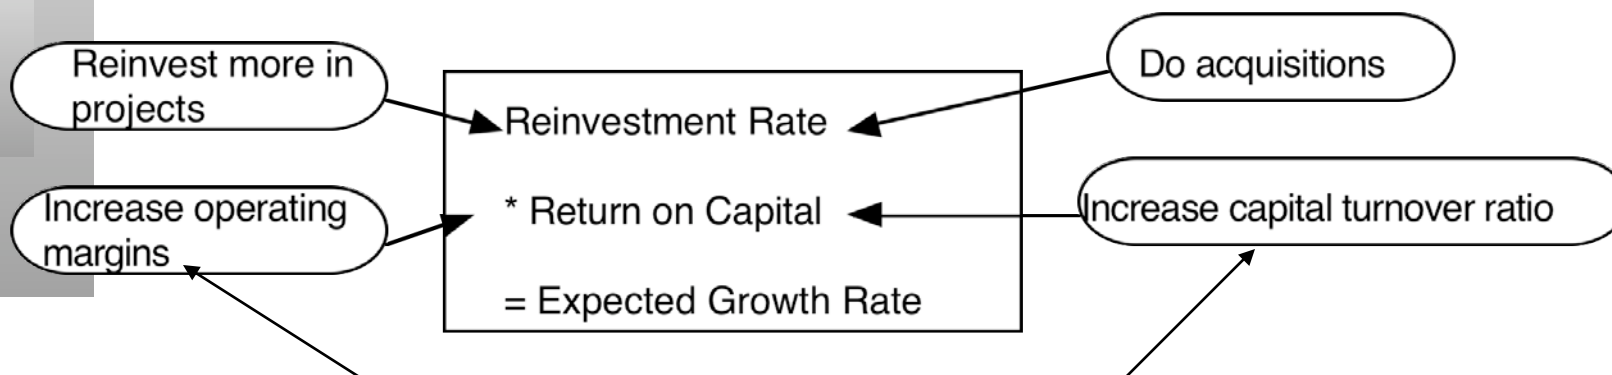 Reinvest more in
projects
Do acquisitions
Reinvestment Rate
Increase operating
margins
* Return on Capital
Increase capital turnover ratio
= Expected Growth Rate